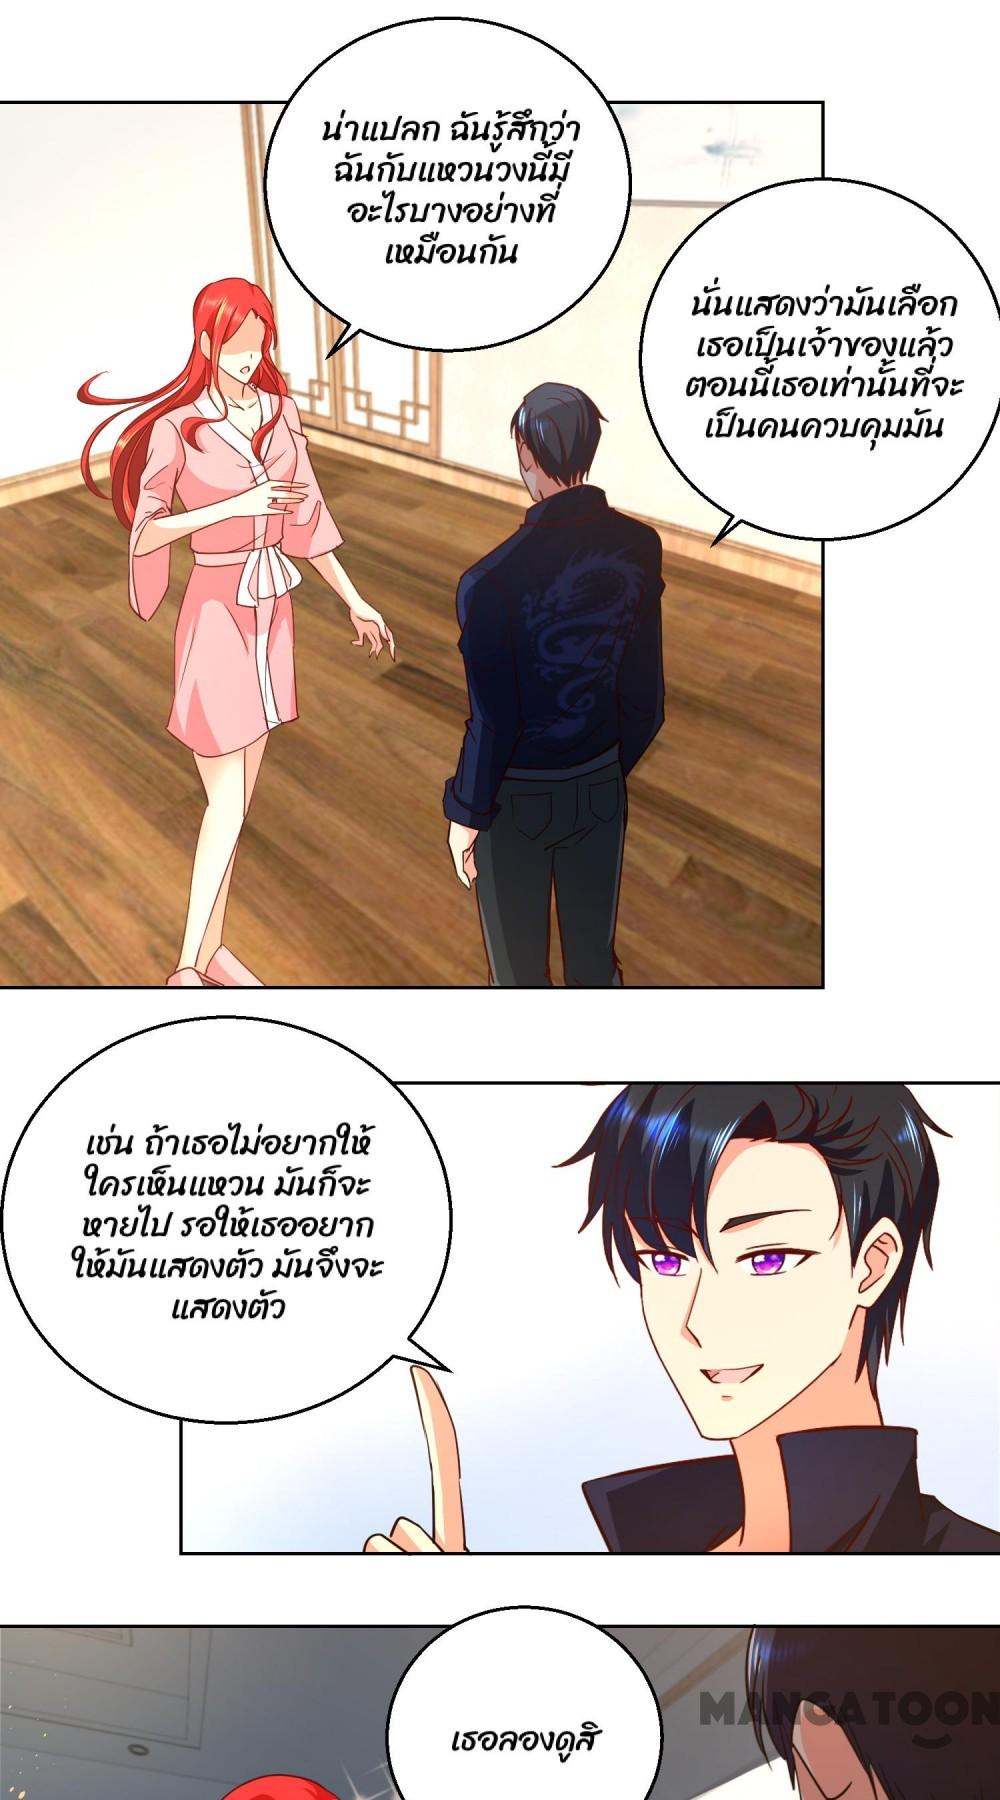 น่าแปลก ฉันรู้สึกว่า
ฉันกับแหวนวงนี้มี
อะไรบางอย่างที่
เหมือนกัน
นั่นแสดงว่ามันเลือก
เธอเป็นเจ้าของแล้ว
ตอนนี้เธอเท่านั้นที่จะ
เป็นคนควบคุมมัน
เช่น ถ้าเธอไม่อยากให้
ใครเห็นแหวน มันก็จะ
หายไป รอให้เธออยาก
ให้มันแสดงตัว มันจึงจะ
แสดงตัว
เธอลองดูสิ
MANGATOON